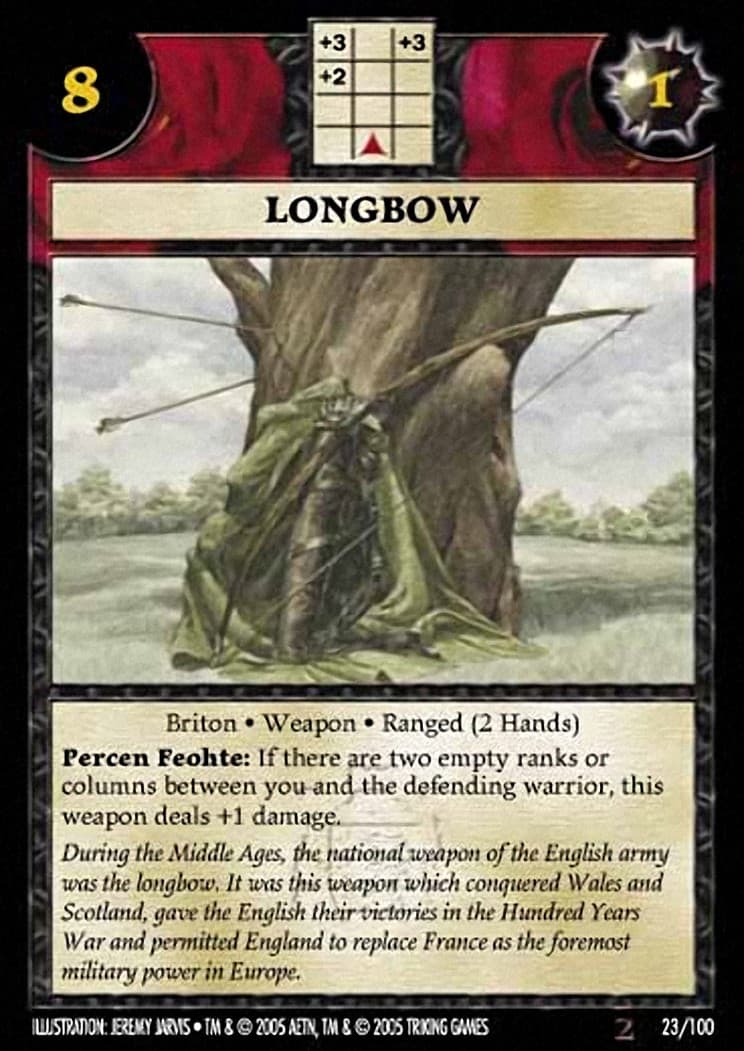 +3 +3
8 +2 1
LONGBOW
Briton • Weapon • Ranged (2 Hands)
Percen Feohte: If there are two empty ranks or
columns between you and the defending warrior, this
weapon deals +1 damage.
During the Middle Ages, the national weapon of the English army
was the longbow. It was this weapon which conquered Wales and
Scotland, gave the English their victories in the Hundred Years
War and permitted England to replace France as the foremost
military power in Europe.
ILLUSTRATION: JEREMY JARVIS • TM & © 2005 AETN, TM & © 2005 TRIKING GAMES 2 23/100